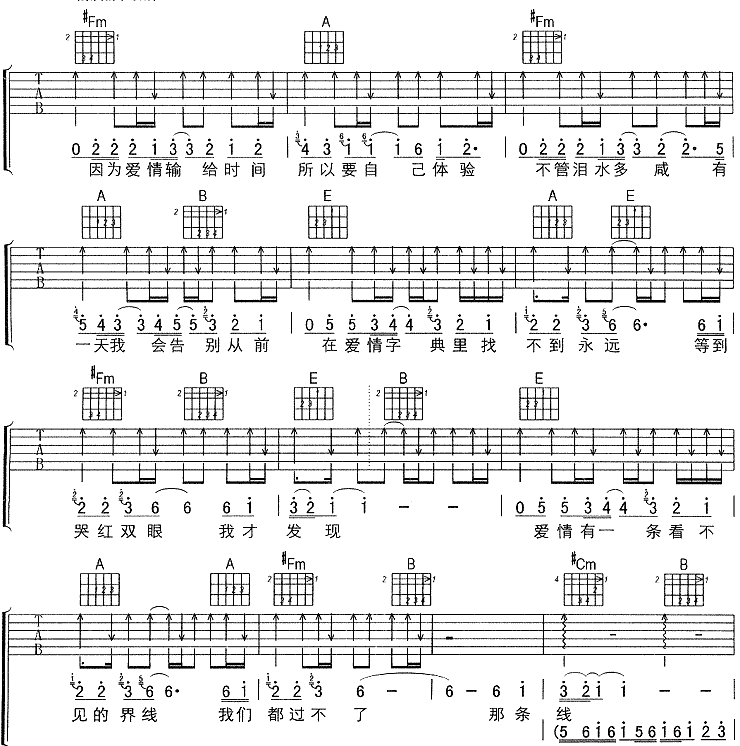 #Fm A #Fm
T A B
0 2 2 2 1 3 3 2 1 2 4 3 1 1 1 6 1 2· 0 2 2 2 1 3 3 2 2· 5
因为爱情输 给时间 所以要自 己体验 不管泪水多 咸 有
A B E A E
T A B
5 4 3 3 4 5 5 3 2 1 0 5 5 3 4 4 3 2 1 2 2 3 6 6· 6 1
一天我 会告 别从前 在爱情字 典里找 不到永远 等到
#Fm B E B E
T A B
2 2 3 6 6 6 1 3 2 1 1 - - 0 5 5 3 4 4 3 2 1
哭红双眼 我才 发 现 爱情有一 条看不
A A #Fm B #Cm B
T A B
2 2 3 6 6· 6 1 2 2 3 6 - - 6 - 6 1 3 2 1 1 - -
见的界线 我们 都过不 了 那条 线
(5 6 1 6 1 5 6 1 6 1 1 2 3